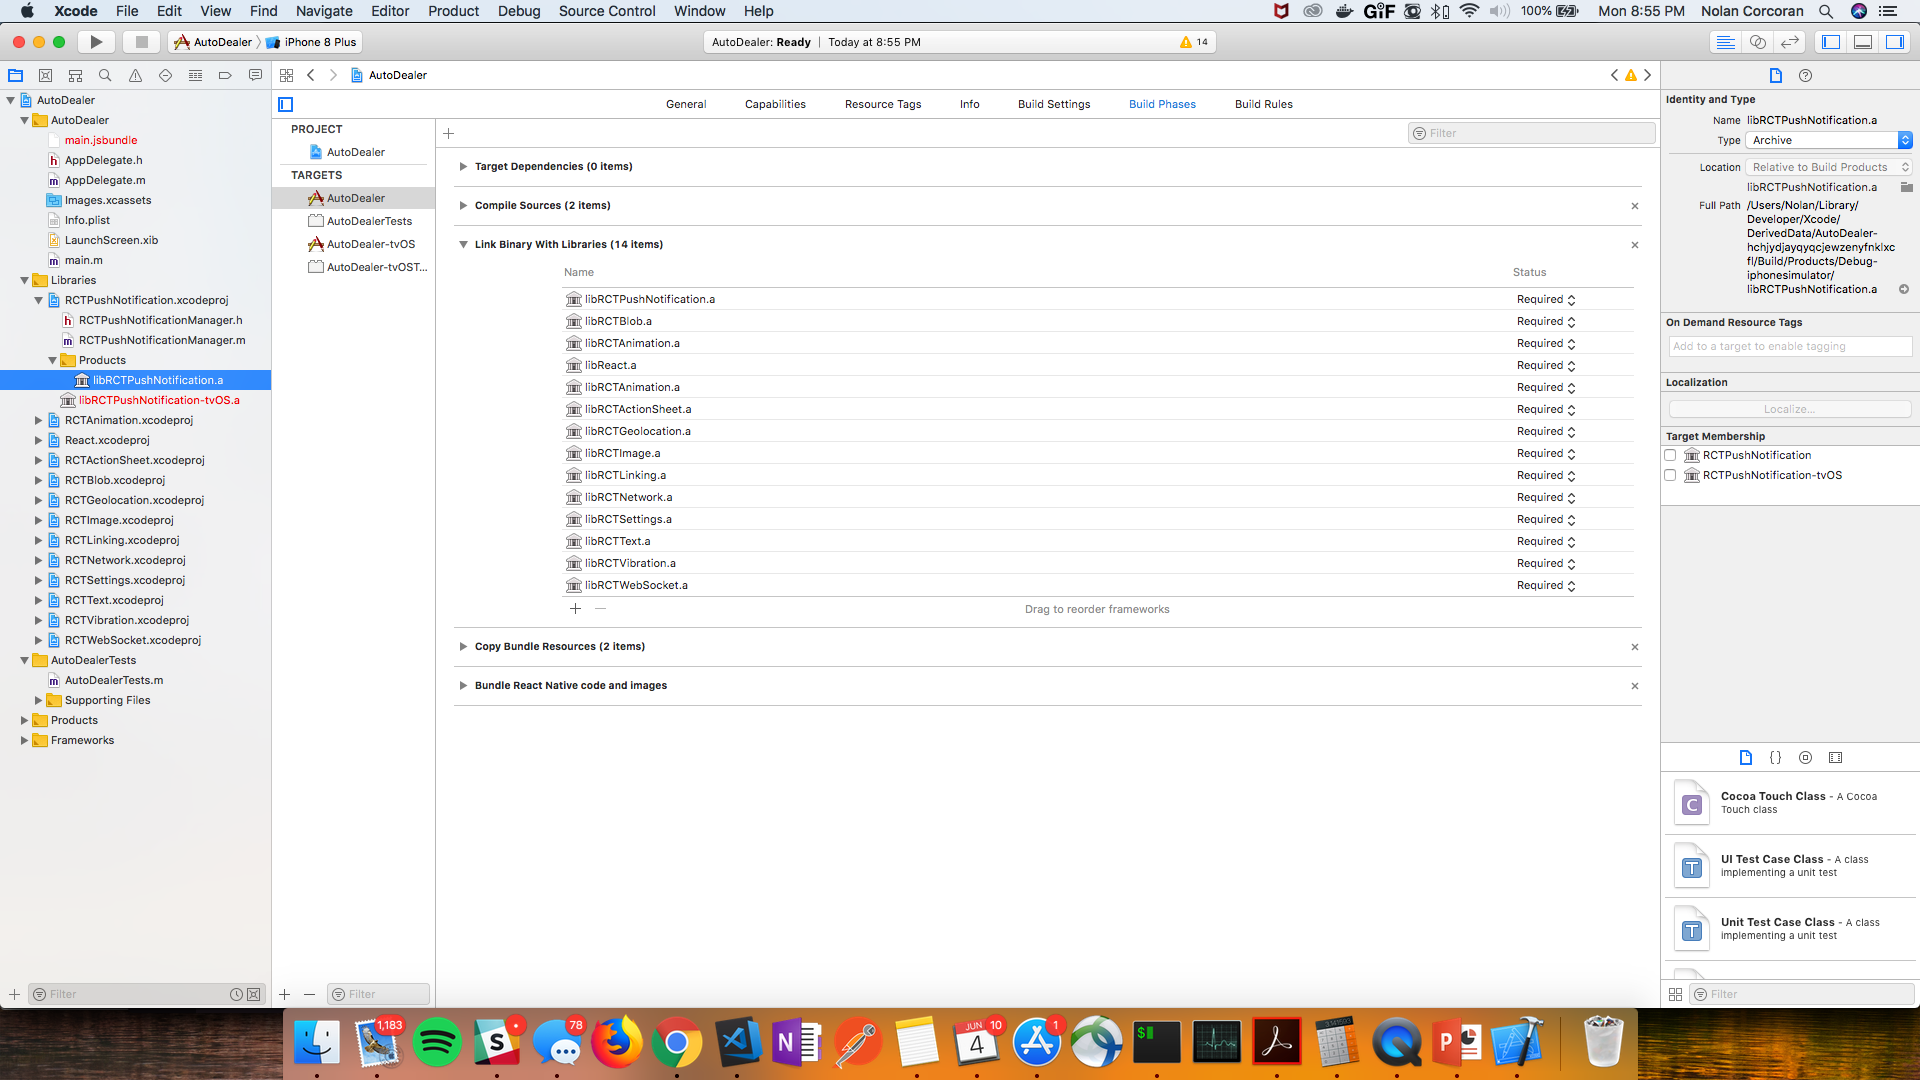 Xcode File Edit View Find Navigate Editor Product Debug Source Control Window Help
GIF 100% Mon 8:55 PM Nolan Corcoran
AutoDealer iPhone 8 Plus
AutoDealer: Ready | Today at 8:55 PM 14
AutoDealer
General Capabilities Resource Tags Info Build Settings Build Phases Build Rules
AutoDealer
AutoDealer
main.jsbundle
AppDelegate.h
AppDelegate.m
Images.xcassets
Info.plist
LaunchScreen.xib
main.m
Libraries
RCTPushNotification.xcodeproj
RCTPushNotificationManager.h
RCTPushNotificationManager.m
Products
libRCTPushNotification.a
libRCTPushNotification-tvOS.a
RCTAnimation.xcodeproj
React.xcodeproj
RCTActionSheet.xcodeproj
RCTBlob.xcodeproj
RCTGeolocation.xcodeproj
RCTImage.xcodeproj
RCTLinking.xcodeproj
RCTNetwork.xcodeproj
RCTSettings.xcodeproj
RCTText.xcodeproj
RCTVibration.xcodeproj
RCTWebSocket.xcodeproj
AutoDealerTests
AutoDealerTests.m
Supporting Files
Products
Frameworks
Filter
PROJECT
AutoDealer
TARGETS
AutoDealer
AutoDealerTests
AutoDealer-tvOS
AutoDealer-tvOST...
Filter
Filter
Target Dependencies (0 items)
Compile Sources (2 items)
Link Binary With Libraries (14 items)
Name Status
libRCTPushNotification.a Required
libRCTBlob.a Required
libRCTAnimation.a Required
libReact.a Required
libRCTAnimation.a Required
libRCTActionSheet.a Required
libRCTGeolocation.a Required
libRCTImage.a Required
libRCTLinking.a Required
libRCTNetwork.a Required
libRCTSettings.a Required
libRCTText.a Required
libRCTVibration.a Required
libRCTWebSocket.a Required
Drag to reorder frameworks
Copy Bundle Resources (2 items)
Bundle React Native code and images
Identity and Type
Name libRCTPushNotification.a
Type Archive
Location Relative to Build Products
libRCTPushNotification.a
Full Path /Users/Nolan/Library/
Developer/Xcode/
DerivedData/AutoDealer-
hchjydjayqyqcjewzenyfnklxc
fl/Build/Products/Debug-
iphonesimulator/
libRCTPushNotification.a
On Demand Resource Tags
Add to a target to enable tagging
Localization
Localize...
Target Membership
RCTPushNotification
RCTPushNotification-tvOS
C Cocoa Touch Class - A Cocoa
Touch class
T UI Test Case Class - A class
implementing a unit test
T Unit Test Case Class - A class
implementing a unit test
Filter
1,183 S 78 N JUN 4 10 1 $ P